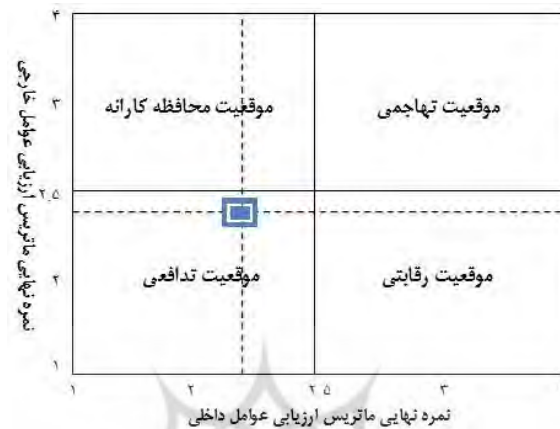 ۴
موقعیت تهاجمی
موقعیت محافظه کارانه
۳
۲.۵
موقعیت رقابتی
موقعیت تدافعی
۲
۱
۱
۲
۲ ۵
۳
نمره نهایی ماتریس ارزیابی عوامل خارجی
نمره نهایی ماتریس ارزیابی عوامل داخلی